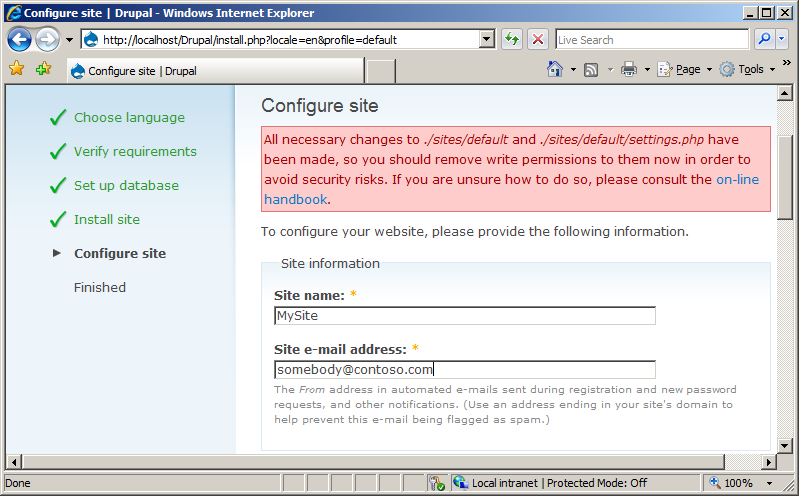 Configure site | Drupal - Windows Internet Explorer
http://localhost/Drupal/install.php?locale=en&profile=default
Live Search
Configure site | Drupal
Page
Tools
Choose language
Verify requirements
Set up database
Install site
Configure site
Finished
Configure site
All necessary changes to ./sites/default and ./sites/default/settings.php have
been made, so you should remove write permissions to them now in order to
avoid security risks. If you are unsure how to do so, please consult the on-line
handbook.
To configure your website, please provide the following information.
Site information
Site name: *
MySite
Site e-mail address: *
somebody@contoso.com
The From address in automated e-mails sent during registration and new password
requests, and other notifications. (Use an address ending in your site's domain to
help prevent this e-mail being flagged as spam.)
Done
Local intranet | Protected Mode: Off
100%